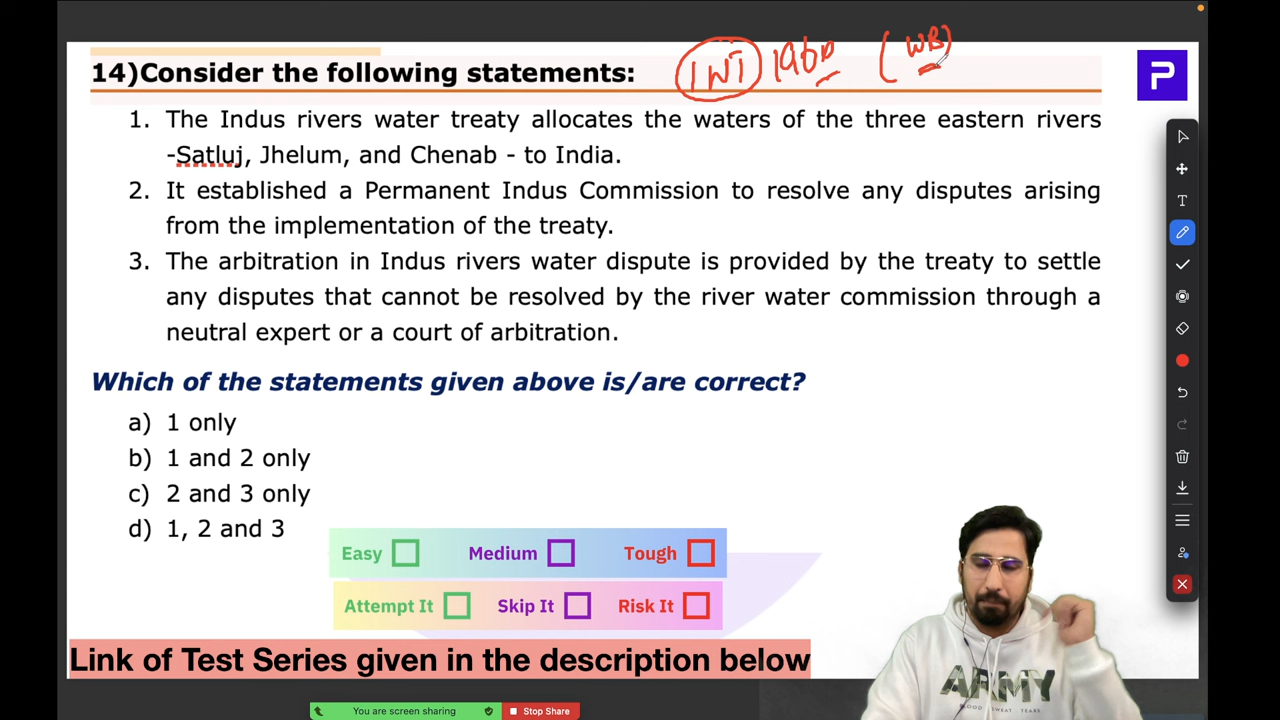 14)Consider the following statements:
IWT 1960 (WB)
1. The Indus rivers water treaty allocates the waters of the three eastern rivers
-Satluj, Jhelum, and Chenab - to India.
2. It established a Permanent Indus Commission to resolve any disputes arising
from the implementation of the treaty.
3. The arbitration in Indus rivers water dispute is provided by the treaty to settle
any disputes that cannot be resolved by the river water commission through a
neutral expert or a court of arbitration.
Which of the statements given above is/are correct?
a) 1 only
b) 1 and 2 only
c) 2 and 3 only
d) 1, 2 and 3
Easy Medium Tough
Attempt It Skip It Risk It
Link of Test Series given in the description below
ARMY
BLOOD SWEAT YEARS
You are screen sharing Stop Share